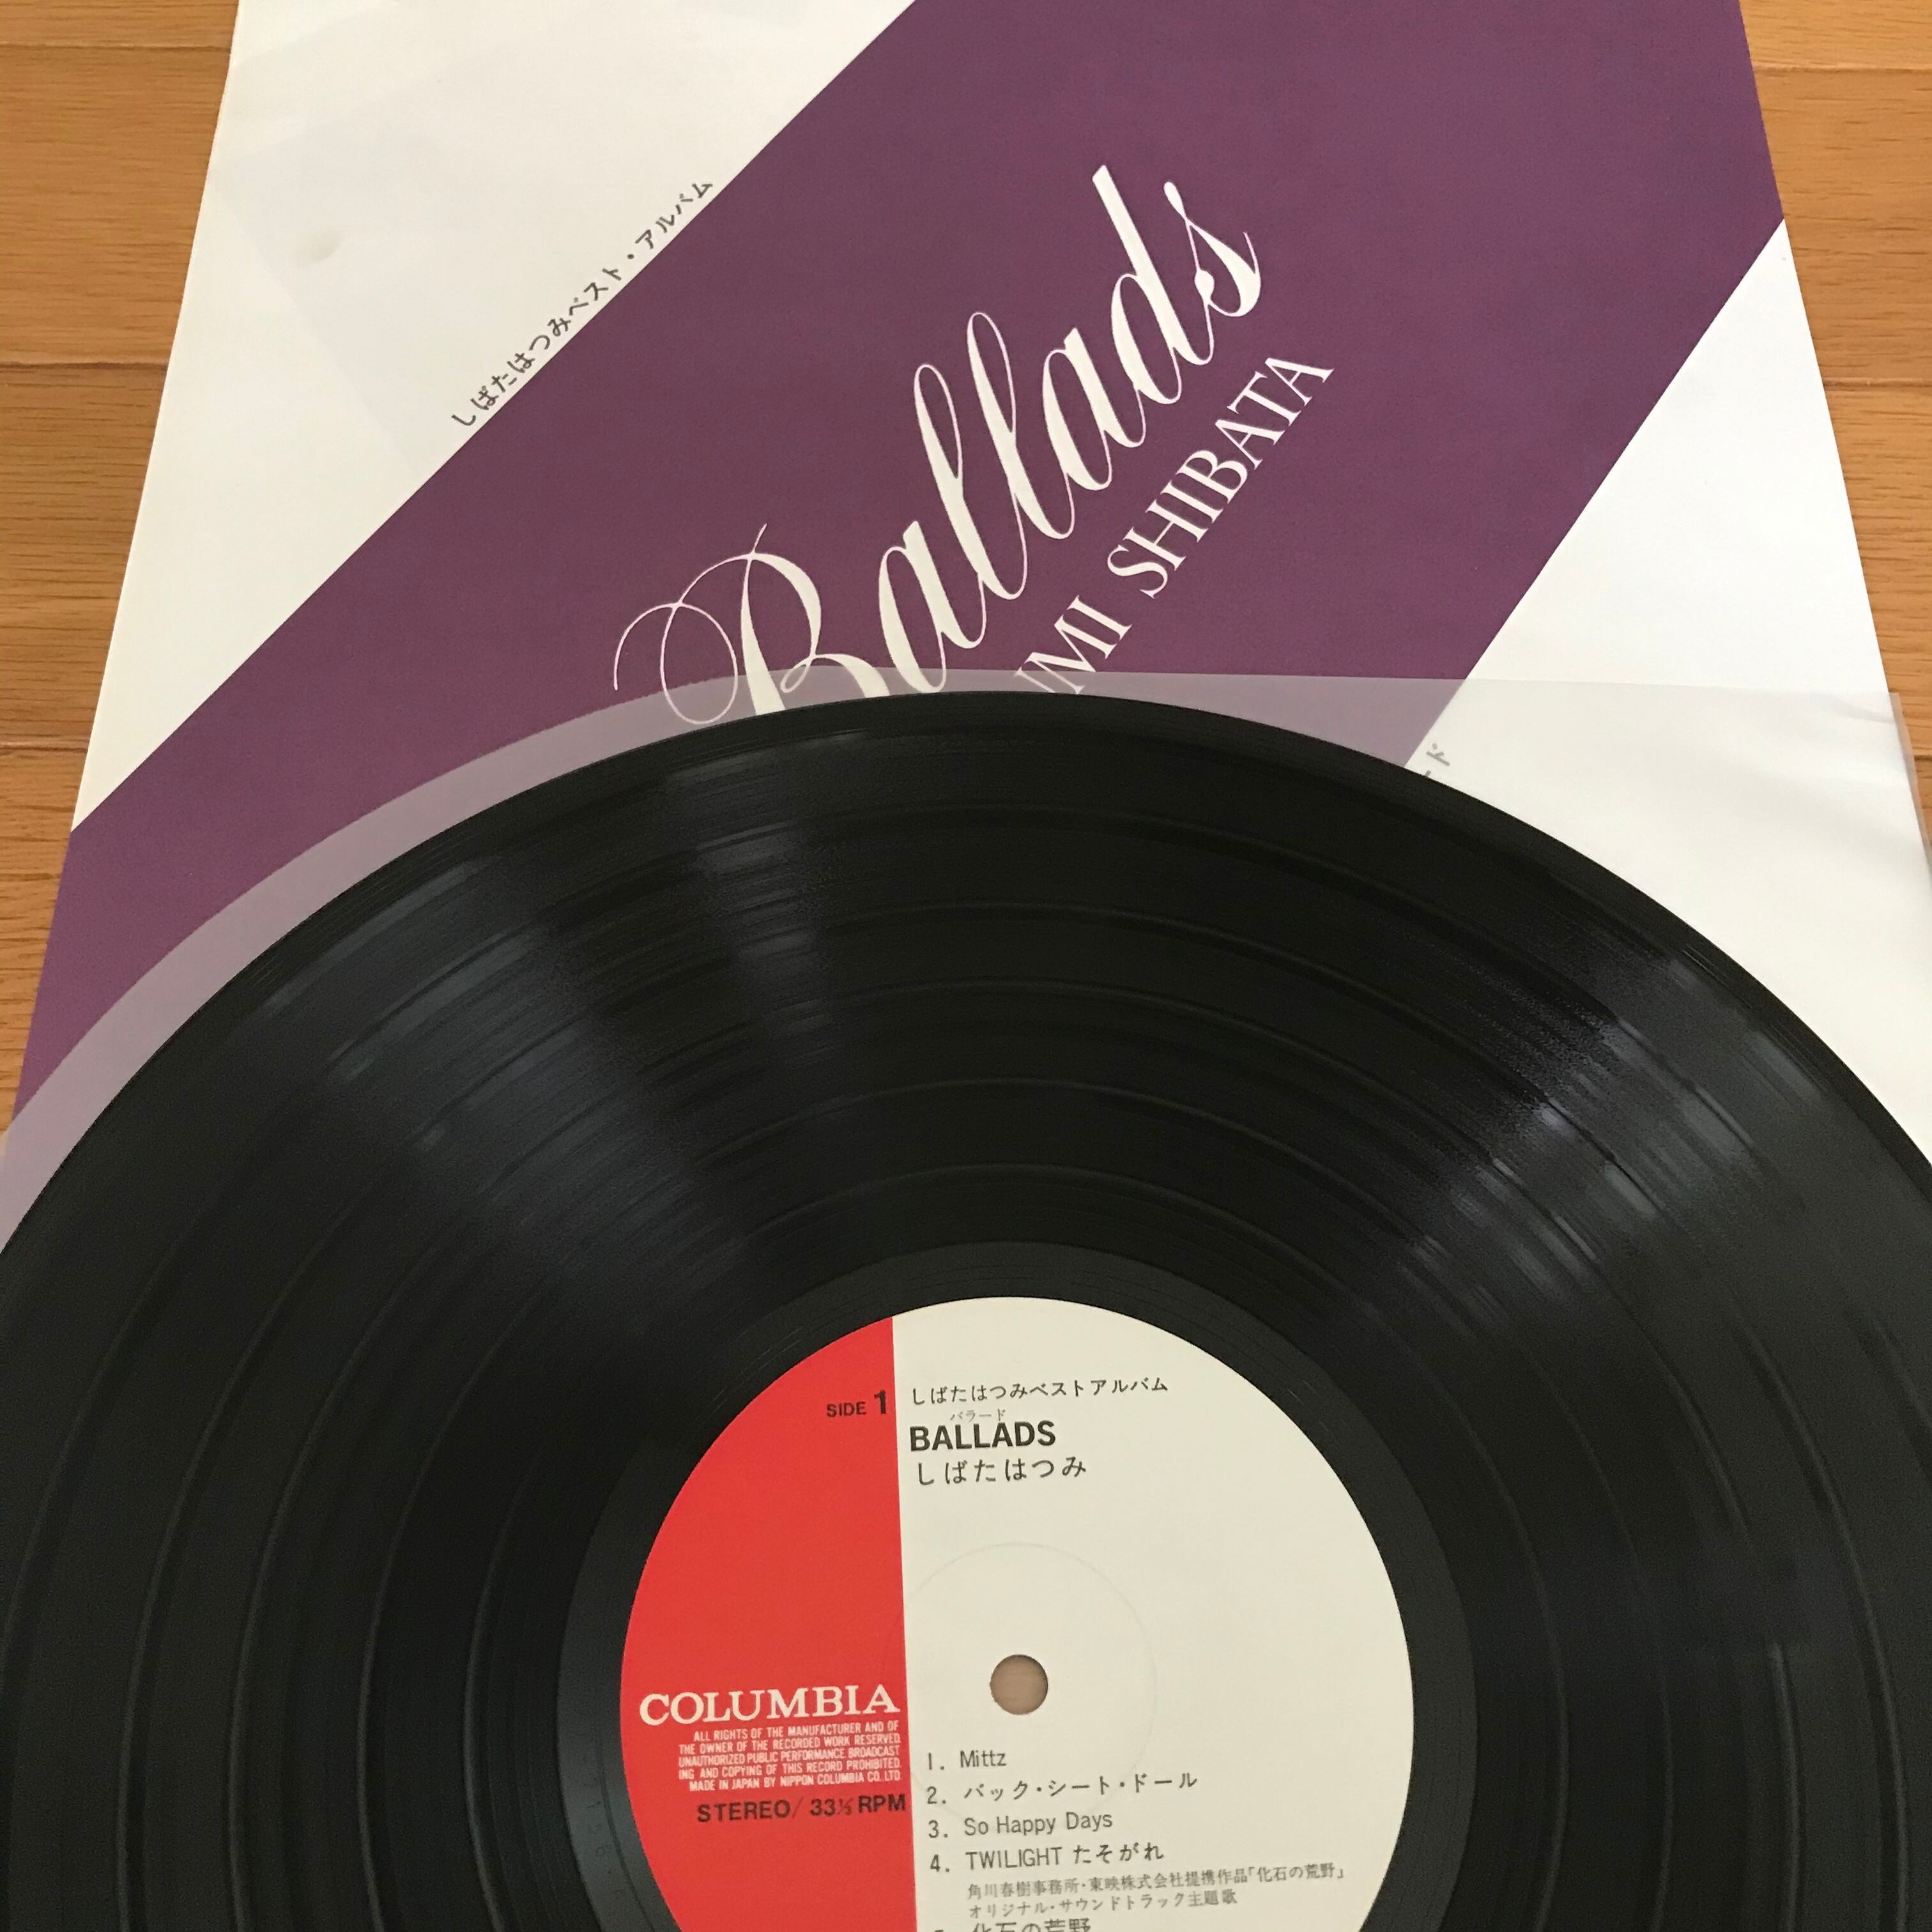 しばたはつみベスト・アルバム
Ballads
SHIBATA
SIDE 1
しばたはつみベストアルバム
バラード
BALLADS
しばたはつみ
COLUMBIA
ALL RIGHTS OF THE MANUFACTURER AND OF
THE OWNER OF THE RECORDED WORK RESERVED.
UNAUTHORIZED PUBLIC PERFORMANCE BROADCAST
ING AND COPYING OF THIS RECORD PROHIBITED.
MADE IN JAPAN BY NIPPON COLUMBIA CO., LTD.
STEREO/33⅓ RPM
1. Mittz
2. バック・シート・ドール
3. So Happy Days
4. TWILIGHT たそがれ
角川春樹事務所・東映株式会社提携作品「化石の荒野」
オリジナル・サウンドトラック主題歌
化石の荒野